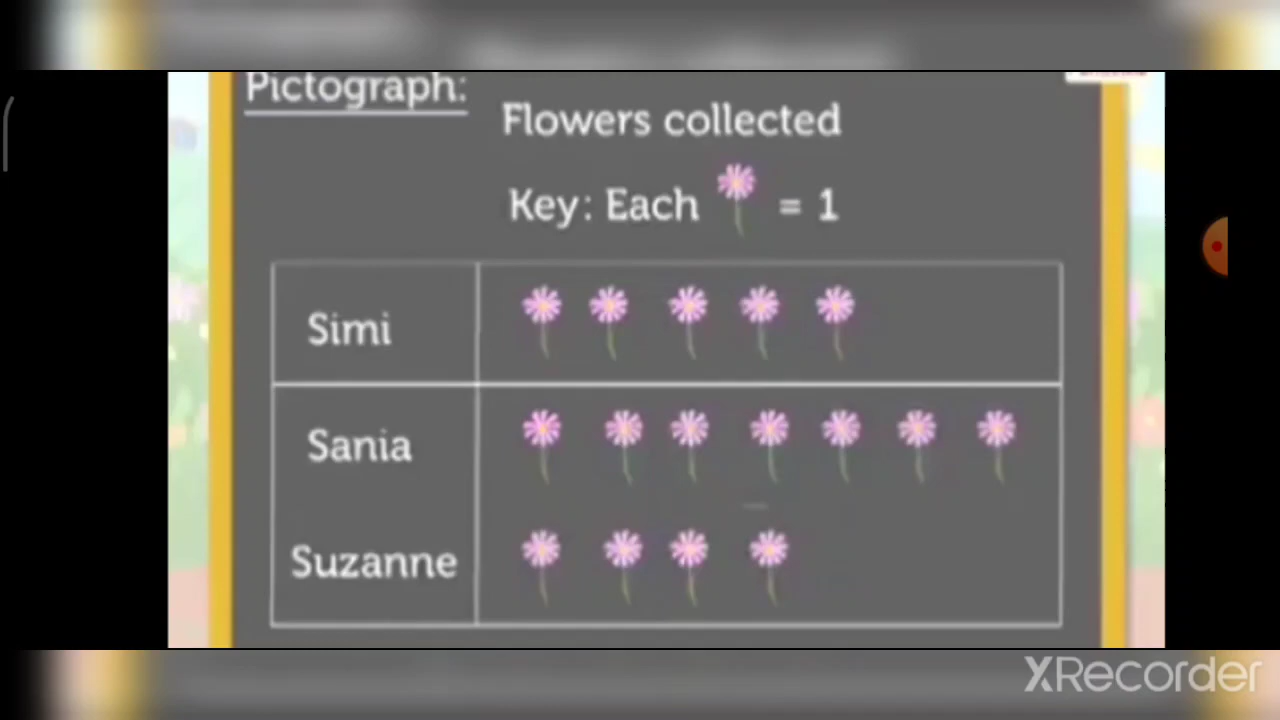 Pictograph:
Flowers collected
Key: Each = 1
Simi
Sania
Suzanne
XRecorder